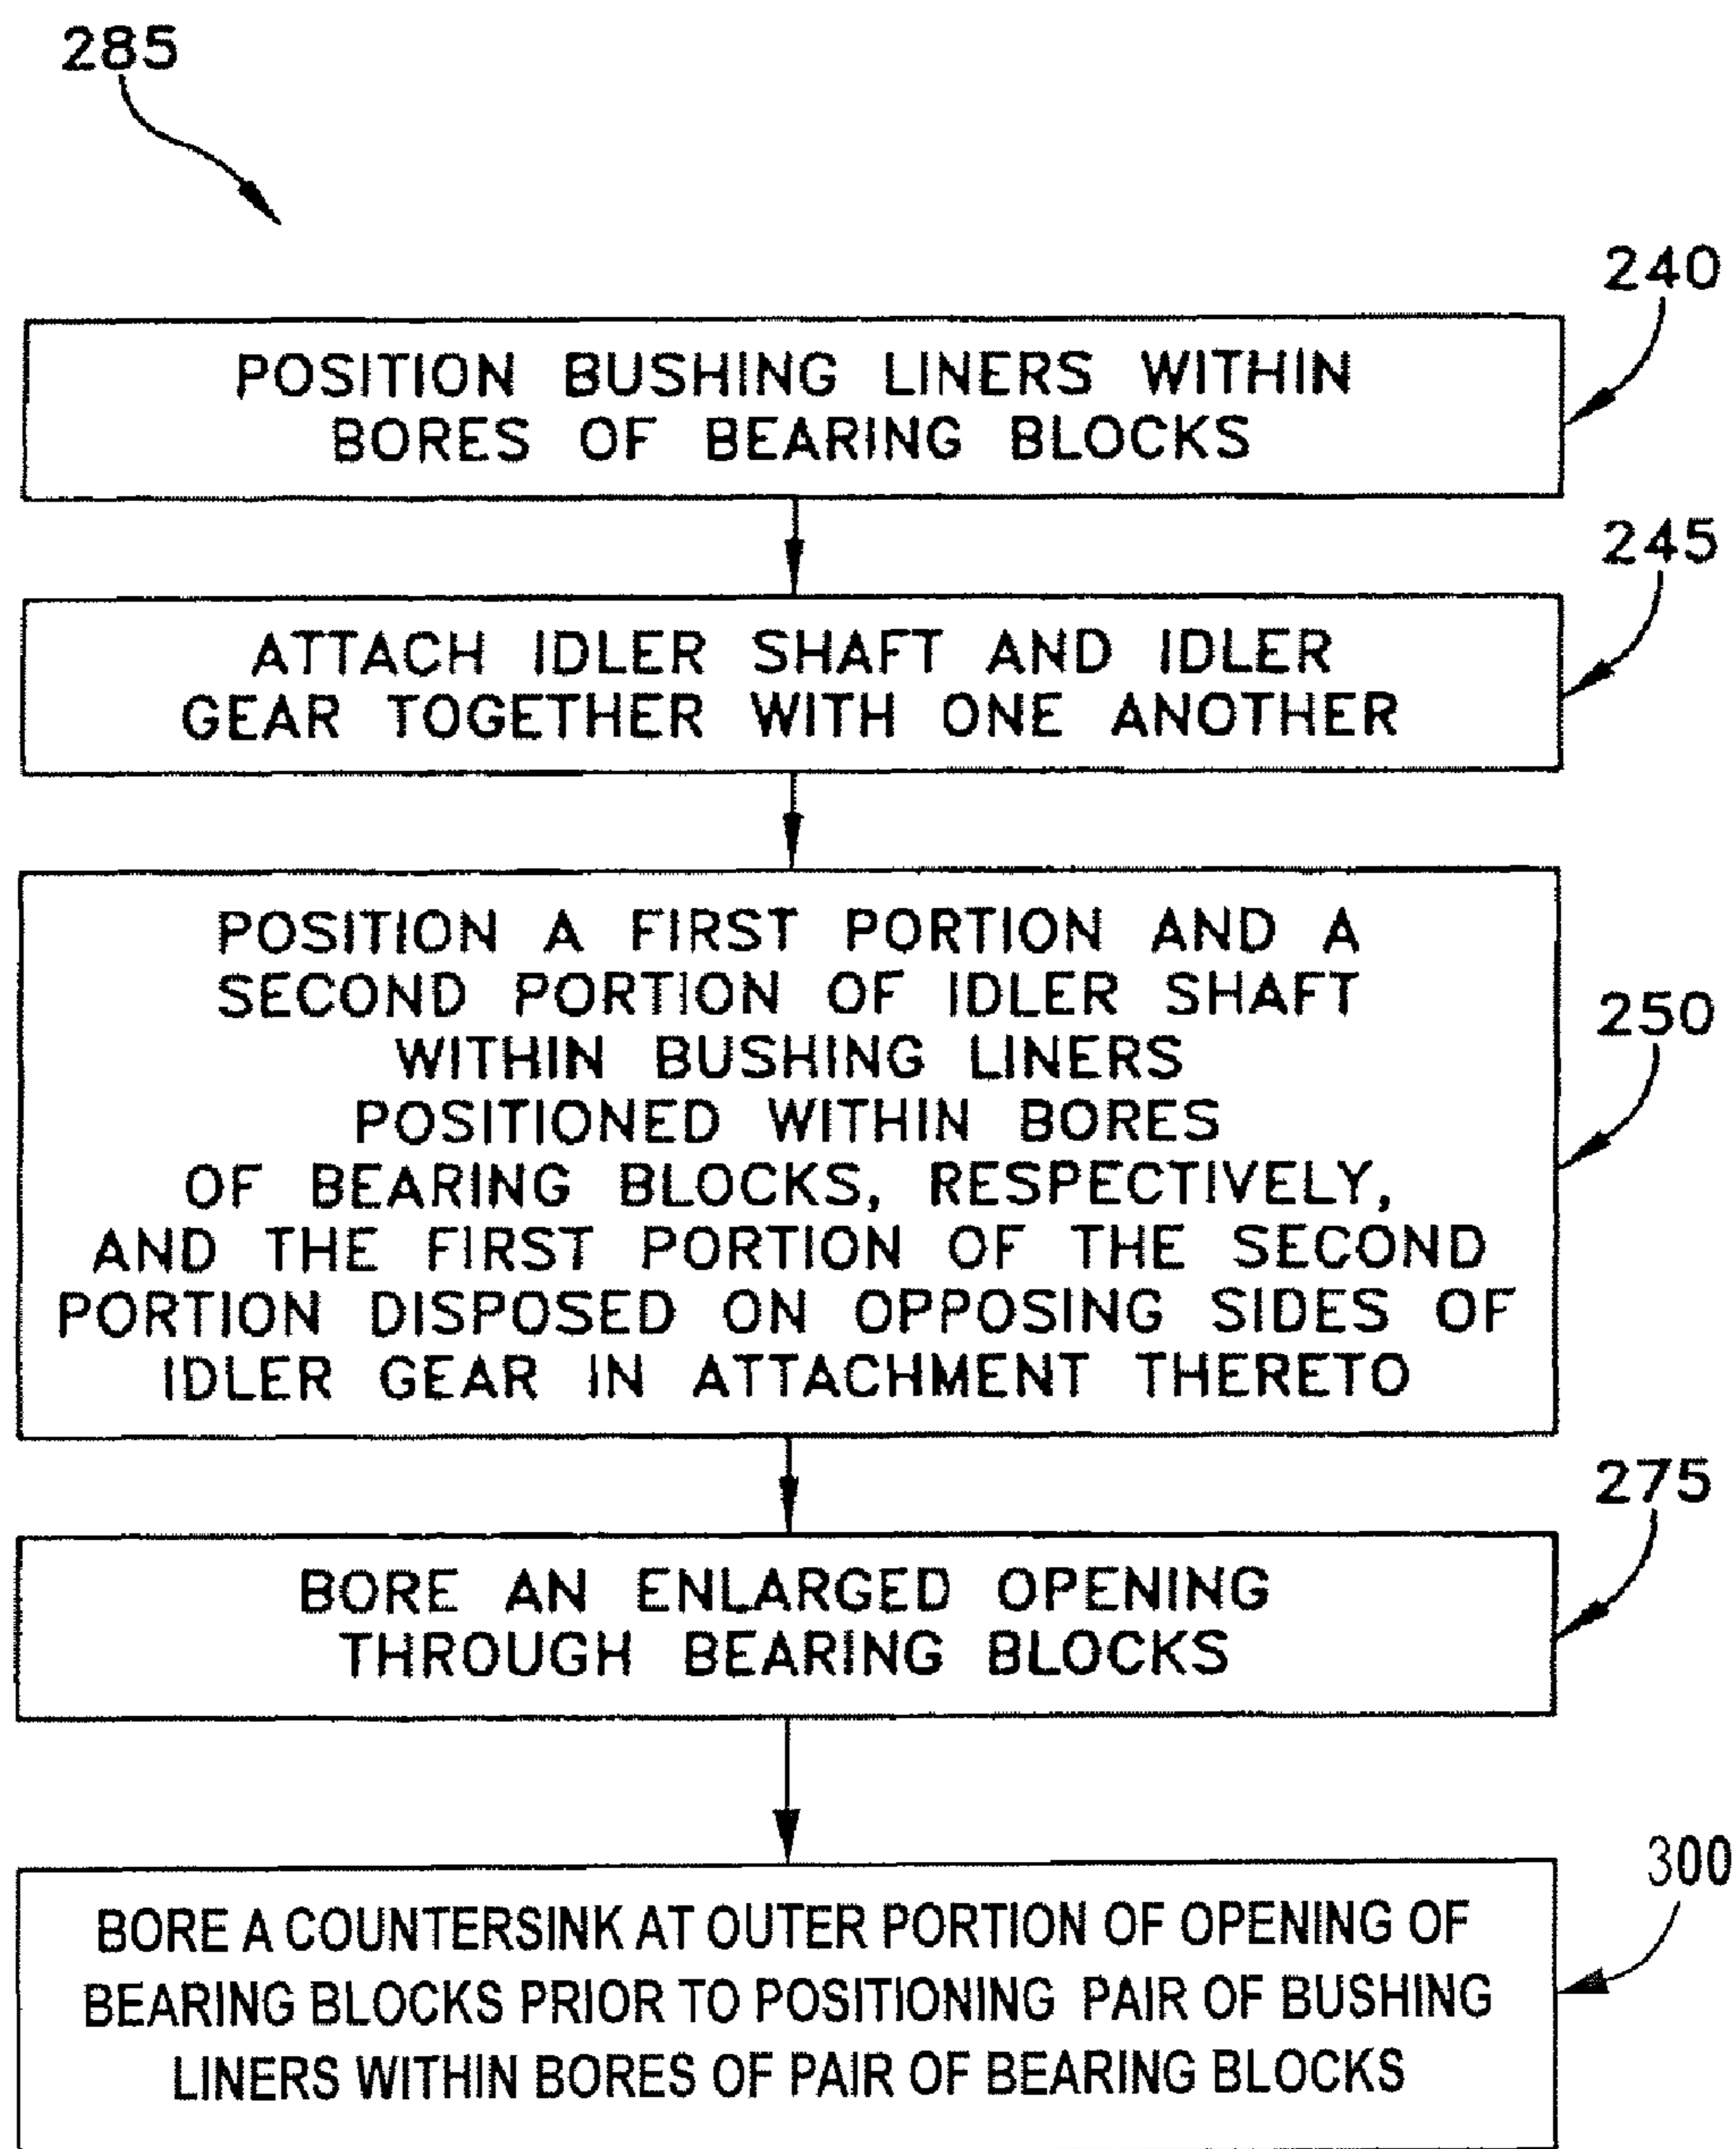 285
240
POSITION BUSHING LINERS WITHIN
BORES OF BEARING BLOCKS
245
ATTACH IDLER SHAFT AND IDLER
GEAR TOGETHER WITH ONE ANOTHER
250
POSITION A FIRST PORTION AND A
SECOND PORTION OF IDLER SHAFT
WITHIN BUSHING LINERS
POSITIONED WITHIN BORES
OF BEARING BLOCKS, RESPECTIVELY,
AND THE FIRST PORTION OF THE SECOND
PORTION DISPOSED ON OPPOSING SIDES OF
IDLER GEAR IN ATTACHMENT THERETO
275
BORE AN ENLARGED OPENING
THROUGH BEARING BLOCKS
300
BORE A COUNTERSINK AT OUTER PORTION OF OPENING OF
BEARING BLOCKS PRIOR TO POSITIONING PAIR OF BUSHING
LINERS WITHIN BORES OF PAIR OF BEARING BLOCKS